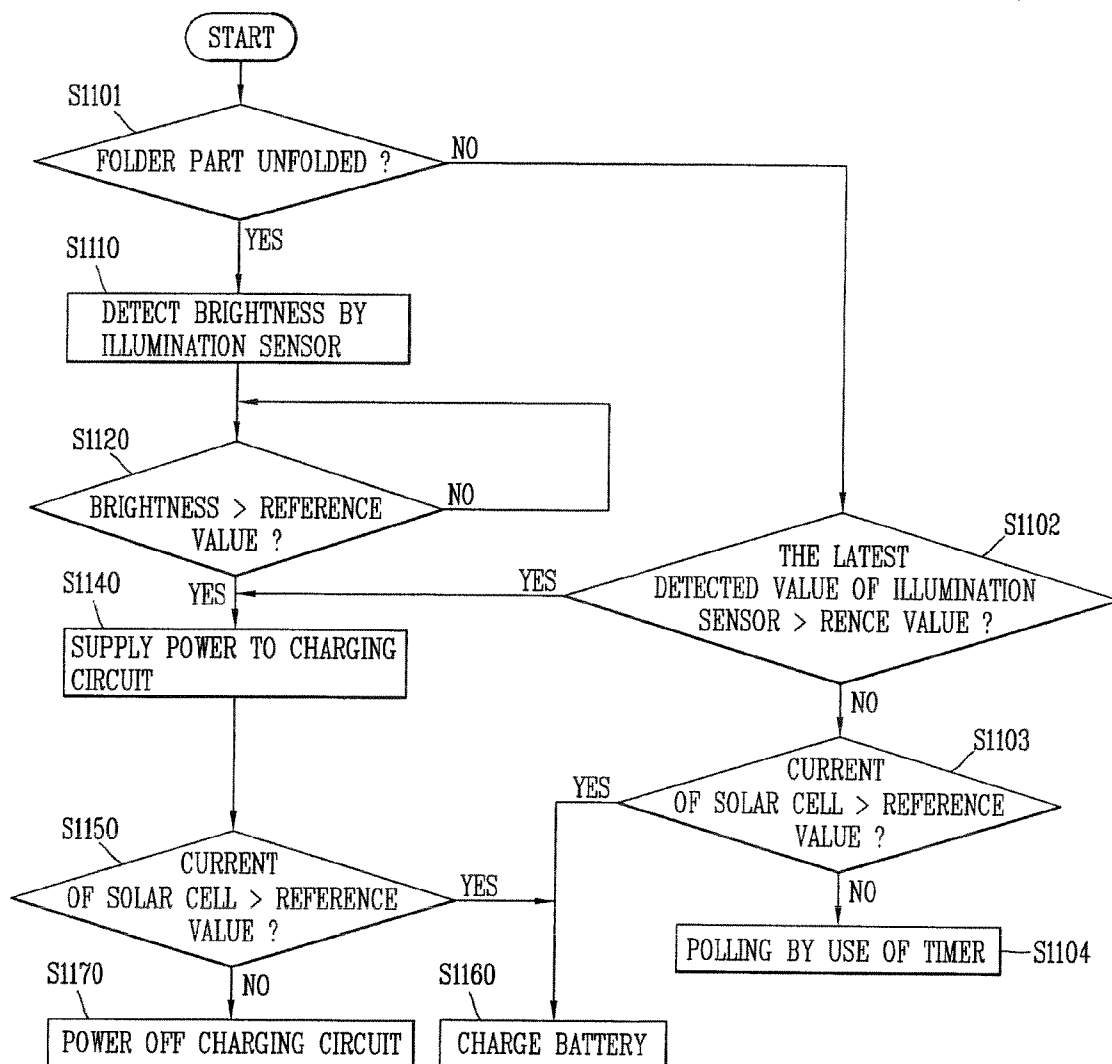 START
S1101
FOLDER PART UNFOLDED ?
NO
YES
S1110
DETECT BRIGHTNESS BY
ILLUMINATION SENSOR
S1120
BRIGHTNESS > REFERENCE
VALUE ?
NO
YES
S1102
THE LATEST
DETECTED VALUE OF ILLUMINATION
SENSOR > RENCE VALUE ?
YES
NO
S1140
SUPPLY POWER TO CHARGING
CIRCUIT
S1103
CURRENT
OF SOLAR CELL > REFERENCE
VALUE ?
YES
NO
S1150
CURRENT
OF SOLAR CELL > REFERENCE
VALUE ?
YES
NO
POLLING BY USE OF TIMER
S1104
S1170
POWER OFF CHARGING CIRCUIT
S1160
CHARGE BATTERY